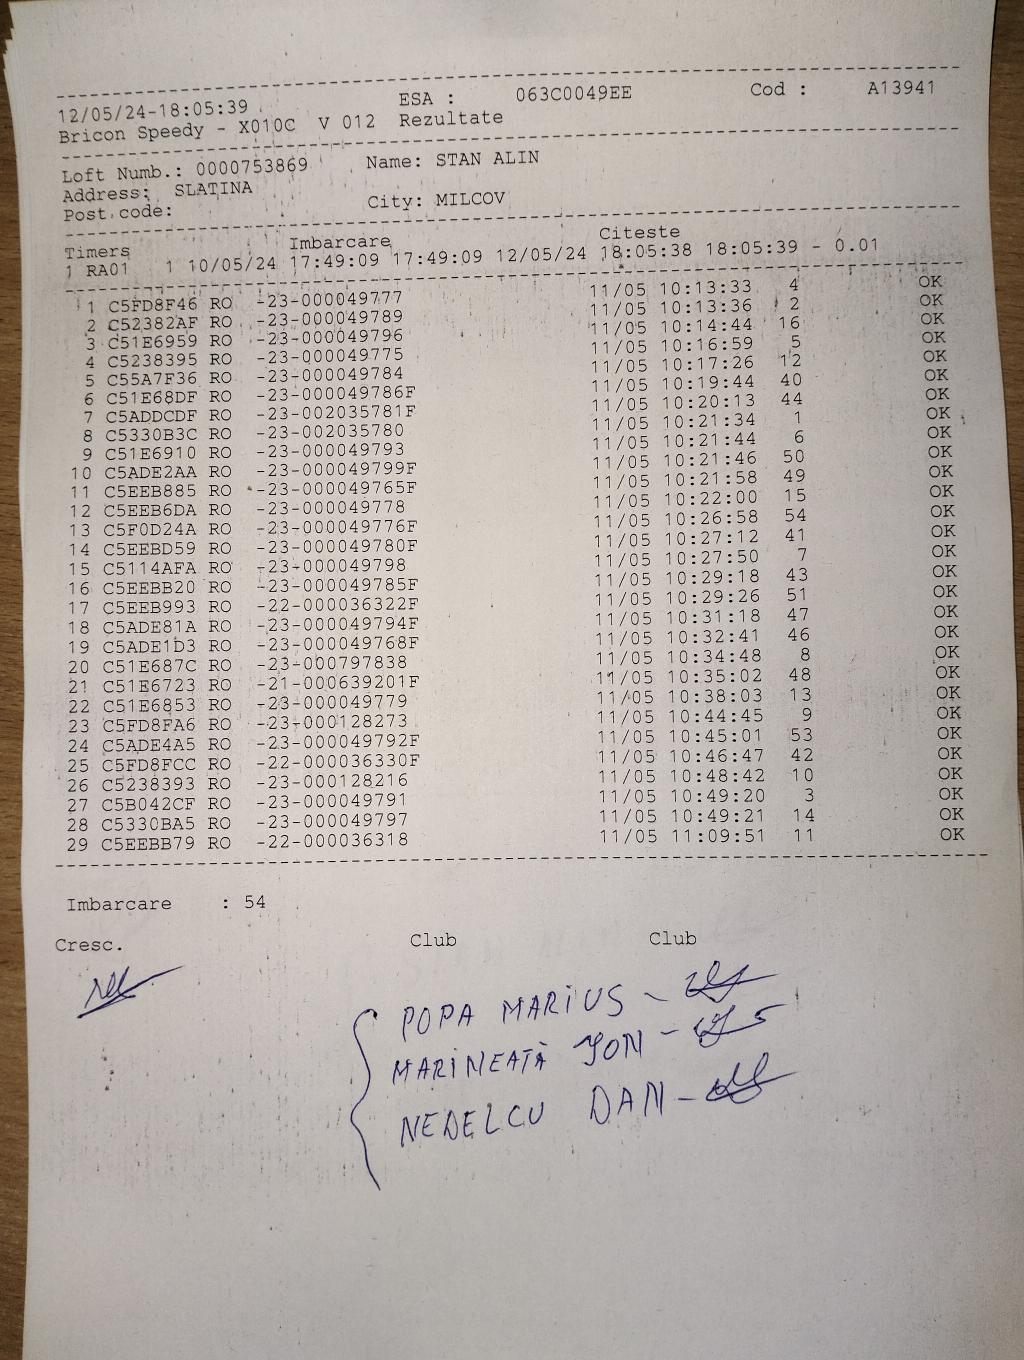 12/05/24-18:05:39 ESA : 063C0049EE Cod : A13941
Bricon Speedy - X010C V 012 Rezultate
Loft Numb.: 0000753869 Name: STAN ALIN
Address: SLATINA
Post code: City: MILCOV
Timers Imbarcare Citeste
1 RA01 1 10/05/24 17:49:09 17:49:09 12/05/24 18:05:38 18:05:39 - 0.01
1 C5FD8F46 RO -23-000049777 11/05 10:13:33 4 OK
2 C52382AF RO -23-000049789 11/05 10:13:36 2 OK
3 C51E6959 RO -23-000049796 11/05 10:14:44 16 OK
4 C5238395 RO -23-000049775 11/05 10:16:59 5 OK
5 C55A7F36 RO -23-000049784 11/05 10:17:26 12 OK
6 C51E68DF RO -23-000049786F 11/05 10:19:44 40 OK
7 C5ADDCDF RO -23-002035781F 11/05 10:20:13 44 OK
8 C5330B3C RO -23-002035780 11/05 10:21:34 1 OK
9 C51E6910 RO -23-000049793 11/05 10:21:44 6 OK
10 C5ADE2AA RO -23-000049799F 11/05 10:21:46 50 OK
11 C5EEB885 RO -23-000049765F 11/05 10:21:58 49 OK
12 C5EEB6DA RO -23-000049778 11/05 10:22:00 15 OK
13 C5F0D24A RO -23-000049776F 11/05 10:26:58 54 OK
14 C5EEBD59 RO -23-000049780F 11/05 10:27:12 41 OK
15 C5114AFA RO -23-000049798 11/05 10:27:50 7 OK
16 C5EEBB20 RO -23-000049785F 11/05 10:29:18 43 OK
17 C5EEB993 RO -22-000036322F 11/05 10:29:26 51 OK
18 C5ADE81A RO -23-000049794F 11/05 10:31:18 47 OK
19 C5ADE1D3 RO -23-000049768F 11/05 10:32:41 46 OK
20 C51E687C RO -23-000797838 11/05 10:34:48 8 OK
21 C51E6723 RO -21-000639201F 11/05 10:35:02 48 OK
22 C51E6853 RO -23-000049779 11/05 10:38:03 13 OK
23 C5FD8FA6 RO -23-000128273 11/05 10:44:45 9 OK
24 C5ADE4A5 RO -23-000049792F 11/05 10:45:01 53 OK
25 C5FD8FCC RO -22-000036330F 11/05 10:46:47 42 OK
26 C5238393 RO -23-000128216 11/05 10:48:42 10 OK
27 C5B042CF RO -23-000049791 11/05 10:49:20 3 OK
28 C5330BA5 RO -23-000049797 11/05 10:49:21 14 OK
29 C5EEBB79 RO -22-000036318 11/05 11:09:51 11 OK
Imbarcare : 54
Cresc. Club Club
POPA MARIUS -
MARINEAȚĂ ION -
NEDELCU DAN -